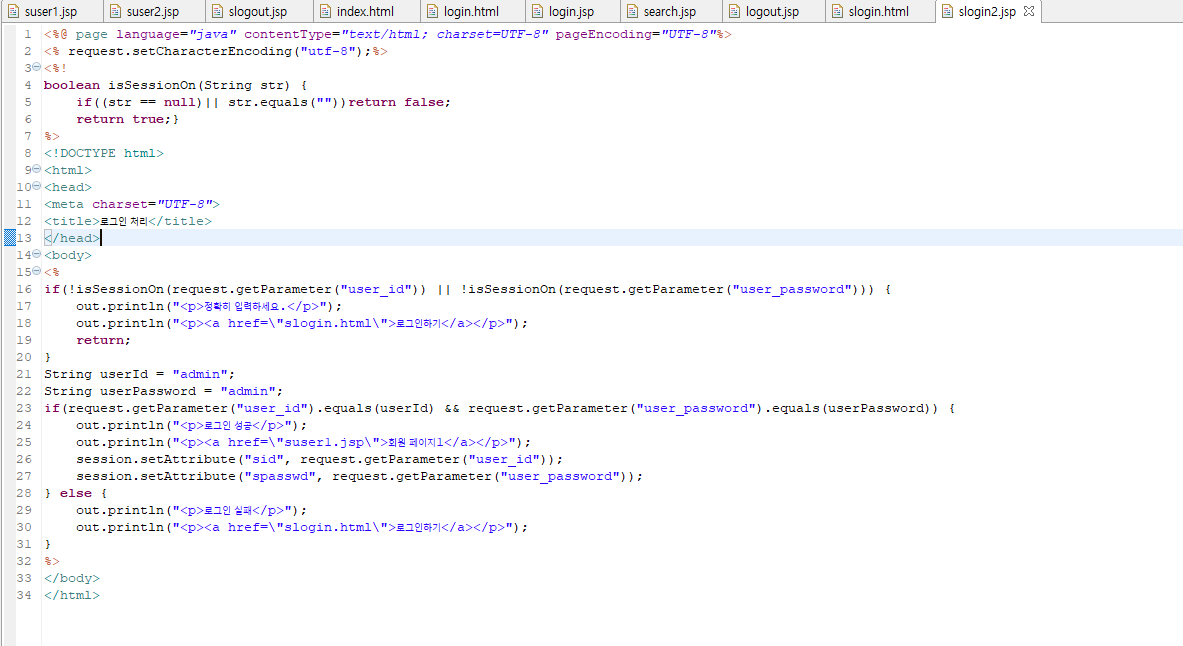 suser1.jsp suser2.jsp slogout.jsp index.html login.html login.jsp search.jsp logout.jsp slogin.html slogin2.jsp
1 <%@ page language="java" contentType="text/html; charset=UTF-8" pageEncoding="UTF-8"%>
2 <% request.setCharacterEncoding("utf-8");%>
3 <%!
4 boolean isSessionOn(String str) {
5     if((str == null)|| str.equals(""))return false;
6     return true;}
7 %>
8 <!DOCTYPE html>
9 <html>
10 <head>
11 <meta charset="UTF-8">
12 <title>로그인 처리</title>
13 </head>
14 <body>
15 <%
16 if(!isSessionOn(request.getParameter("user_id")) || !isSessionOn(request.getParameter("user_password"))) {
17     out.println("<p>정확히 입력하세요.</p>");
18     out.println("<p><a href=\"slogin.html\">로그인하기</a></p>");
19     return;
20 }
21 String userId = "admin";
22 String userPassword = "admin";
23 if(request.getParameter("user_id").equals(userId) && request.getParameter("user_password").equals(userPassword)) {
24     out.println("<p>로그인 성공</p>");
25     out.println("<p><a href=\"suser1.jsp\">회원 페이지1</a></p>");
26     session.setAttribute("sid", request.getParameter("user_id"));
27     session.setAttribute("spasswd", request.getParameter("user_password"));
28 } else {
29     out.println("<p>로그인 실패</p>");
30     out.println("<p><a href=\"slogin.html\">로그인하기</a></p>");
31 }
32 %>
33 </body>
34 </html>